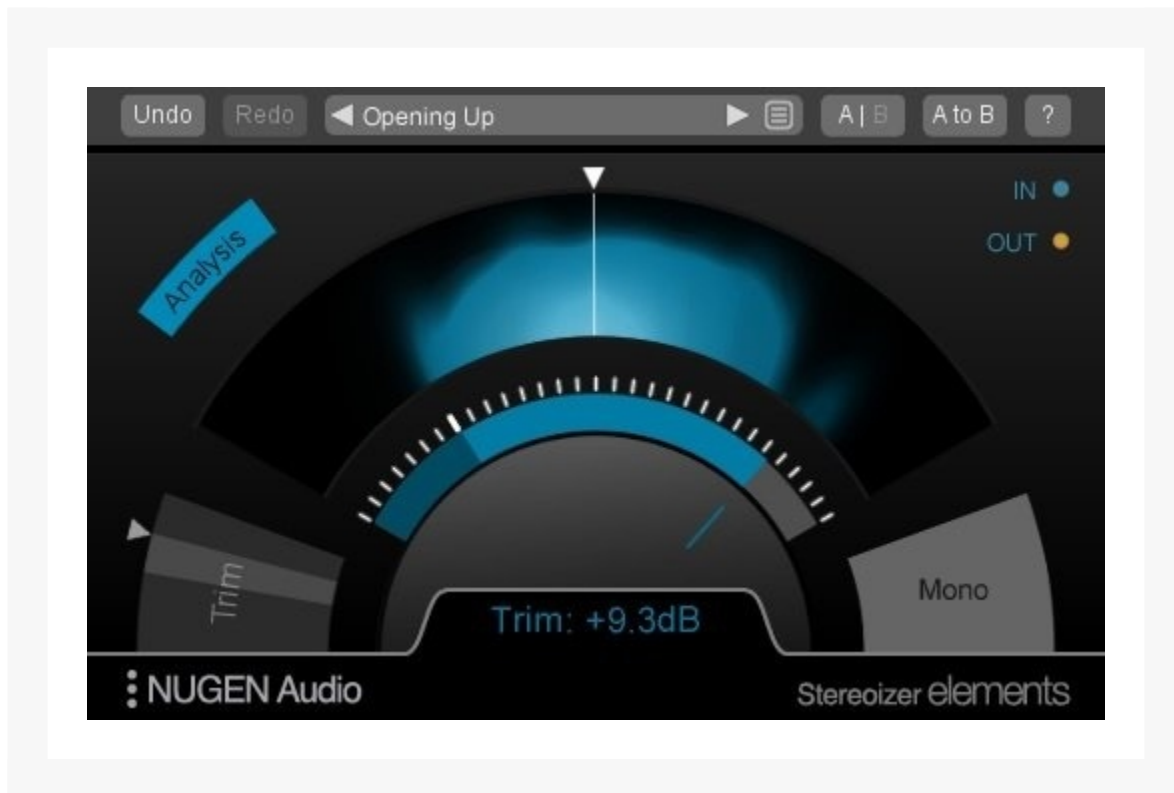 Undo Redo Opening Up A|B A to B ?
IN
OUT
Analysis
Trim
Mono
Trim: +9.3dB
NUGEN Audio Stereoizer elements